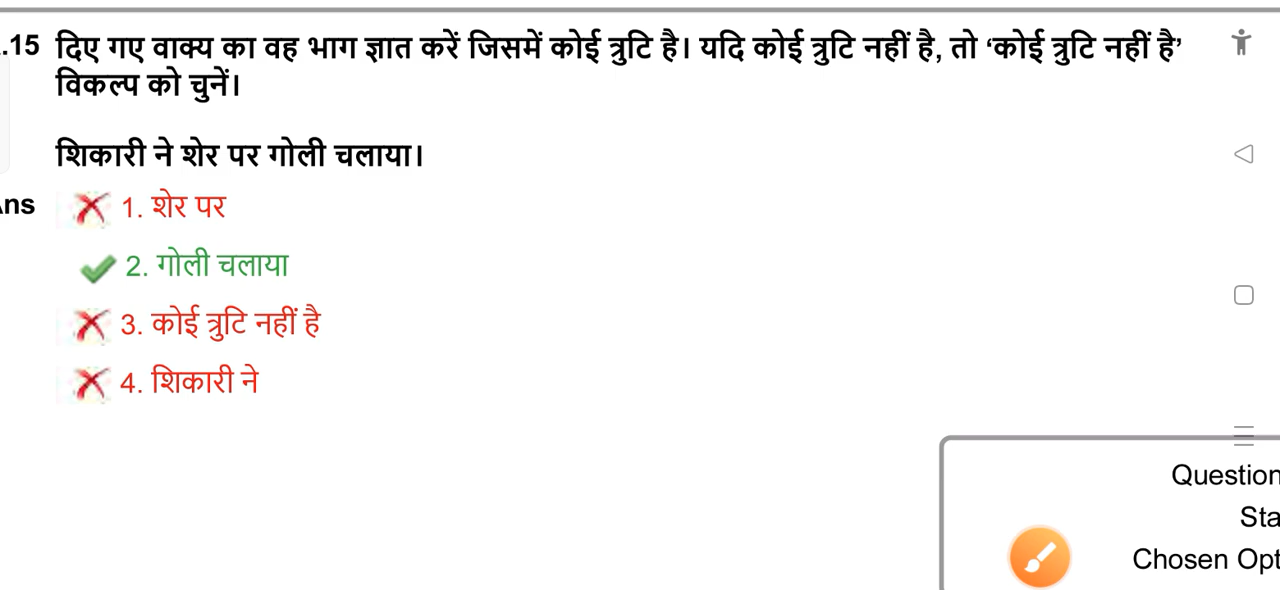 .15 दिए गए वाक्य का वह भाग ज्ञात करें जिसमें कोई त्रुटि है। यदि कोई त्रुटि नहीं है, तो ‘कोई त्रुटि नहीं है’
विकल्प को चुनें।
शिकारी ने शेर पर गोली चलाया।
Ans 1. शेर पर
2. गोली चलाया
3. कोई त्रुटि नहीं है
4. शिकारी ने
Question
Sta
Chosen Opt